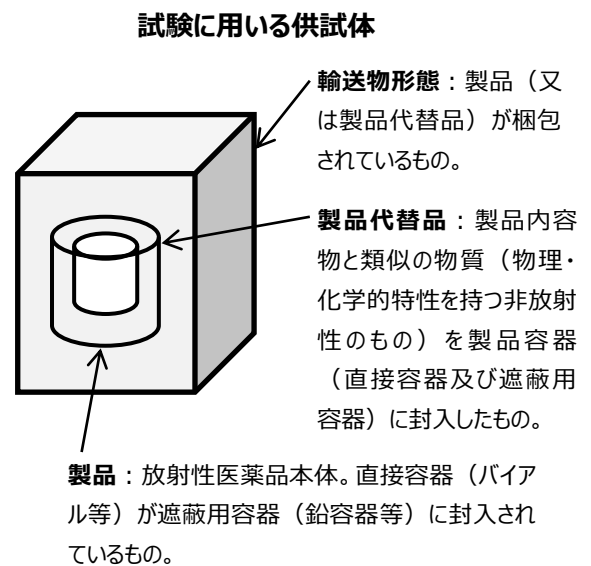 試験に用いる供試体
輸送物形態：製品（又
は製品代替品）が梱包
されているもの。
製品代替品：製品内容
物と類似の物質（物理・
化学的特性を持つ非放射
性のもの）を製品容器
（直接容器及び遮蔽用
容器）に封入したもの。
製品：放射性医薬品本体。直接容器（バイア
ル等）が遮蔽用容器（鉛容器等）に封入され
ているもの。